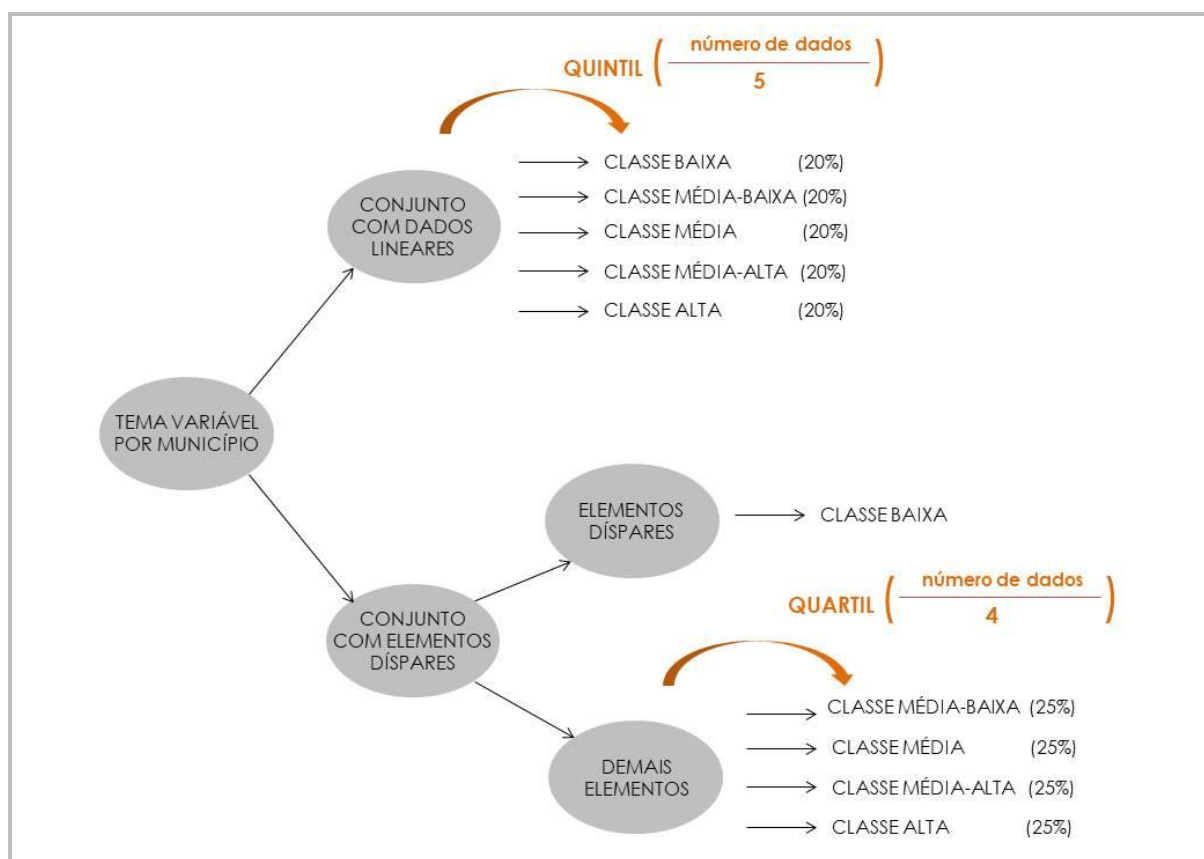 QUINTIL ( número de dados
5 )
CLASSE BAIXA (20%)
CLASSE MÉDIA-BAIXA (20%)
CLASSE MÉDIA (20%)
CLASSE MÉDIA-ALTA (20%)
CLASSE ALTA (20%)
CONJUNTO
COM DADOS
LINEARES
TEMA VARIÁVEL
POR MUNICÍPIO
ELEMENTOS
DÍSPARES
CLASSE BAIXA
CONJUNTO
COM ELEMENTOS
DÍSPARES
QUARTIL ( número de dados
4 )
DEMAIS
ELEMENTOS
CLASSE MÉDIA-BAIXA (25%)
CLASSE MÉDIA (25%)
CLASSE MÉDIA-ALTA (25%)
CLASSE ALTA (25%)